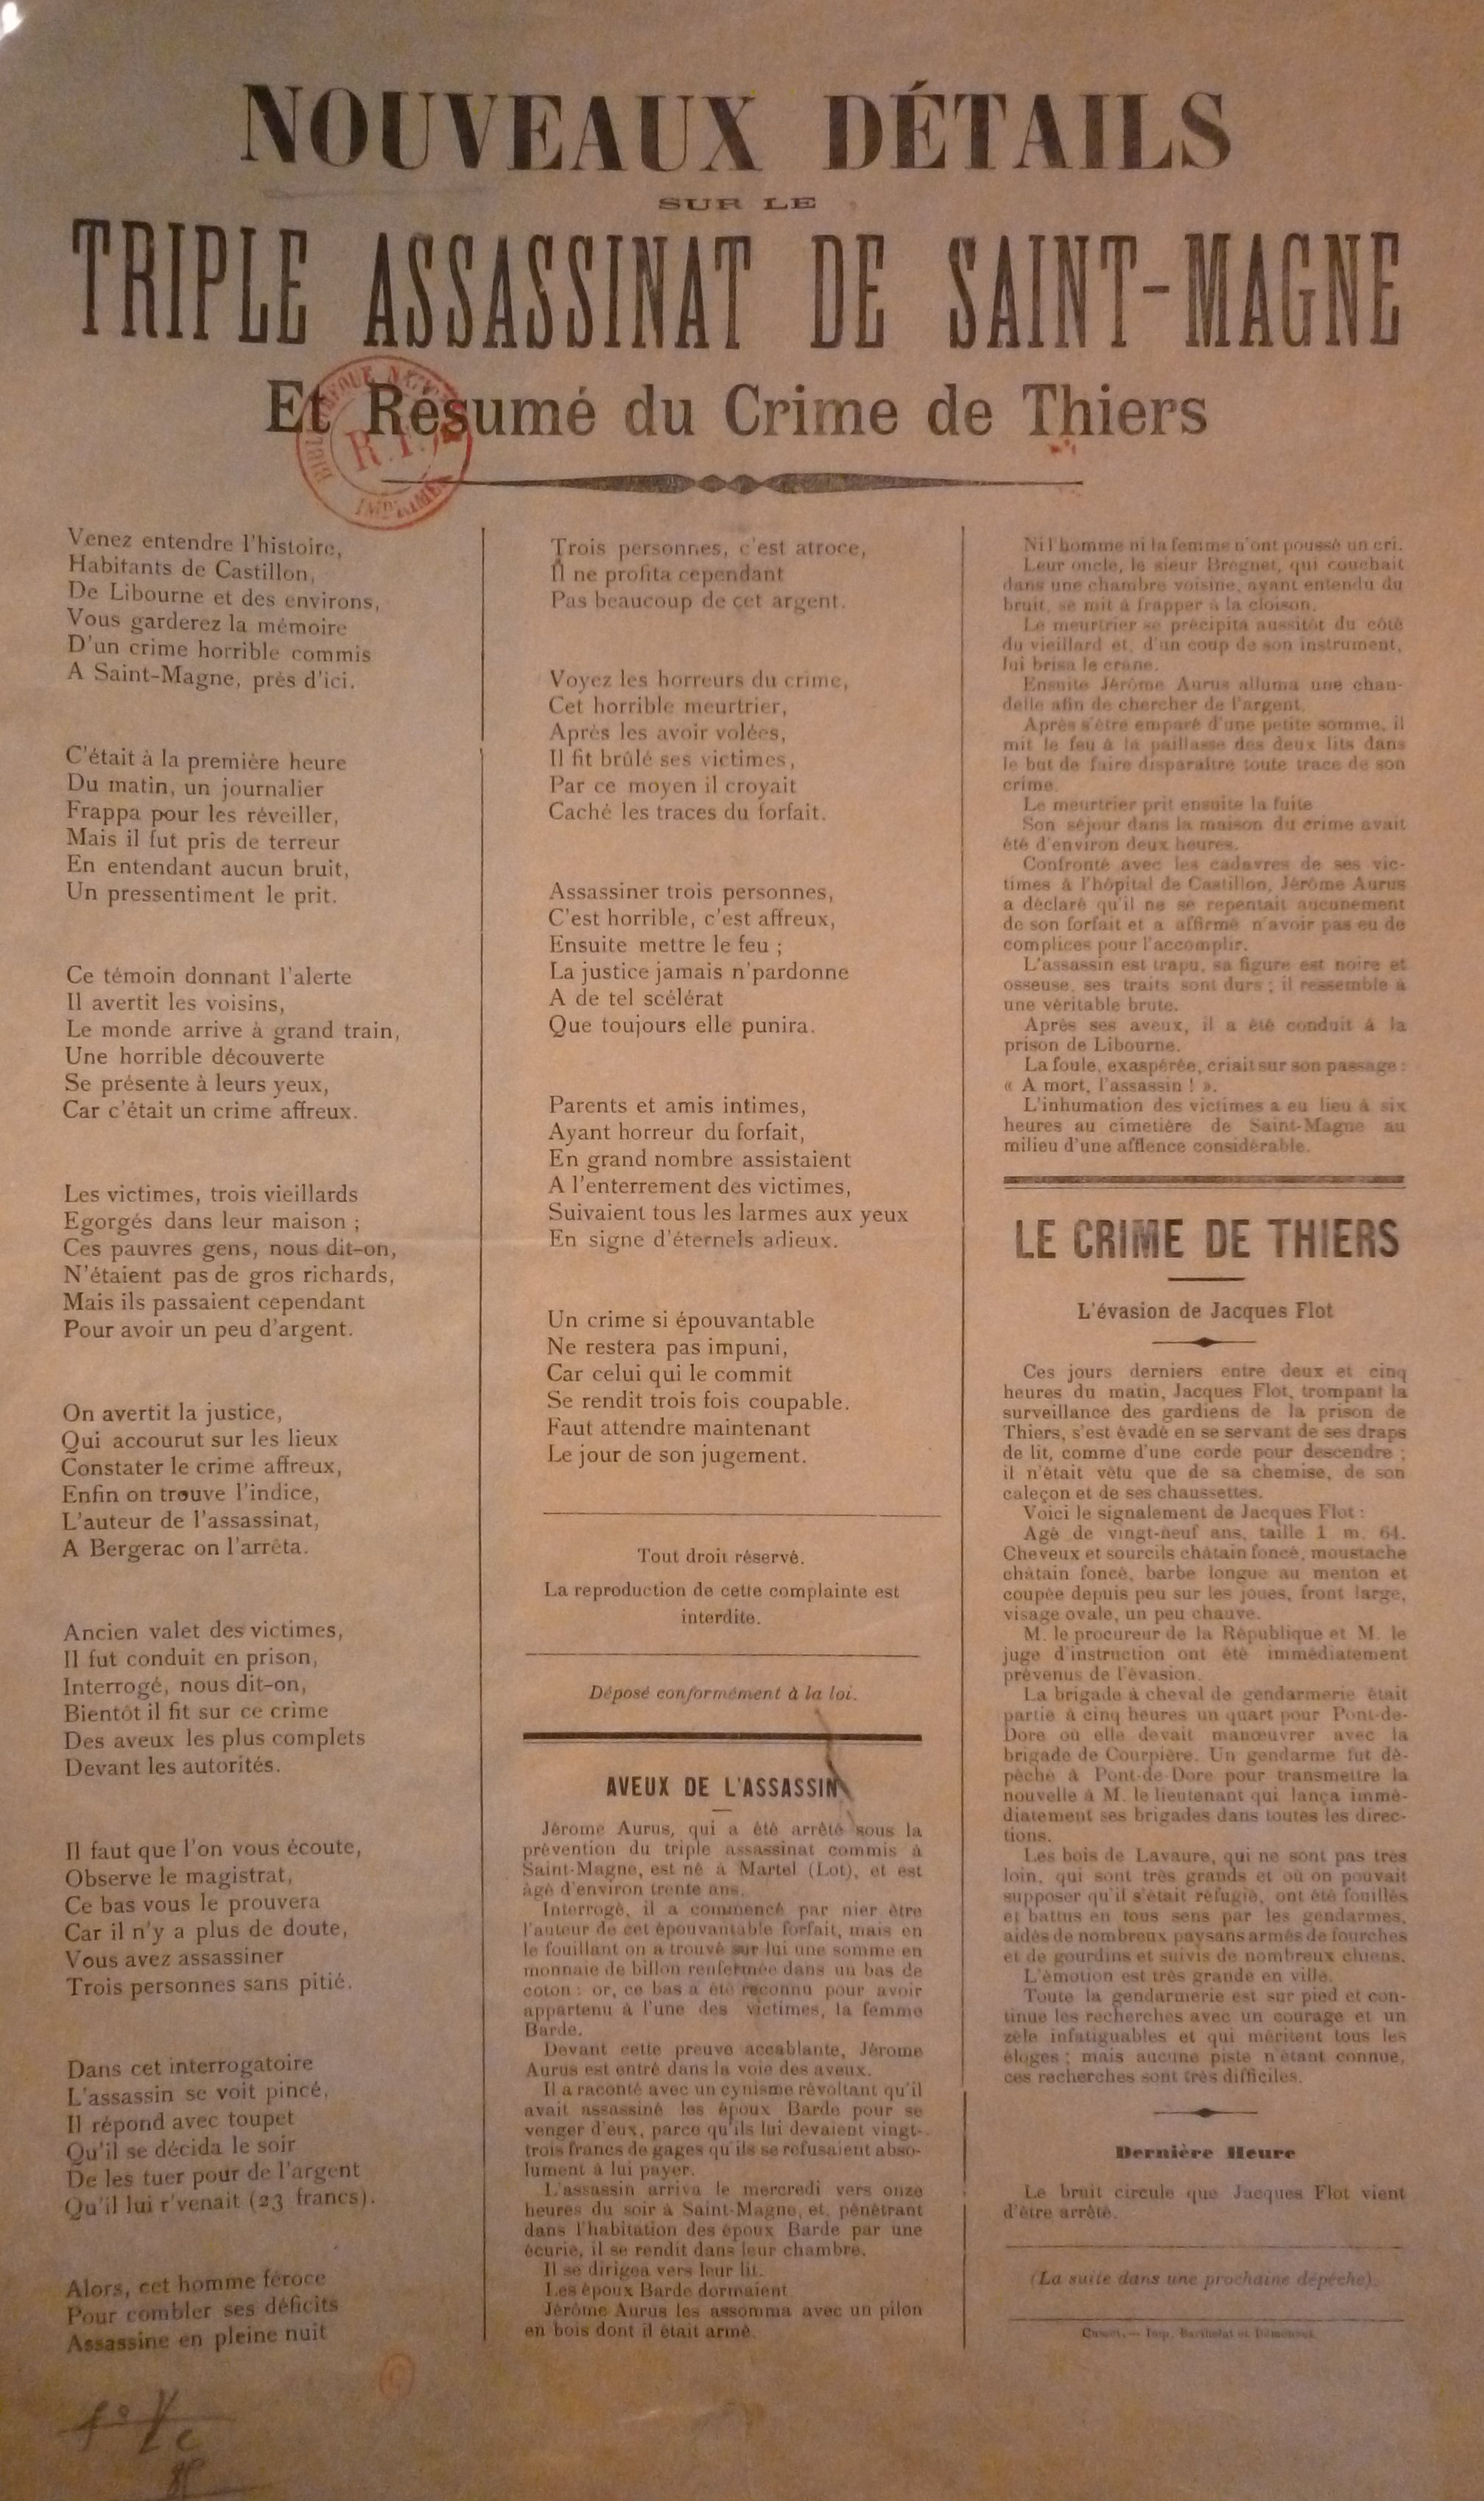 NOUVEAUX DÉTAILS
SUR LE
TRIPLE ASSASSINAT DE SAINT-MAGNE
Et Résumé du Crime de Thiers
R.F.
Venez entendre l'histoire,
Habitants de Castillon,
De Libourne et des environs,
Vous garderez la mémoire
D'un crime horrible commis
A Saint-Magne, près d'ici.
C'était à la première heure
Du matin, un journalier
Frappa pour les réveiller,
Mais il fut pris de terreur
En entendant aucun bruit,
Un pressentiment le prit.
Ce témoin donnant l'alerte
Il avertit les voisins,
Le monde arrive à grand train,
Une horrible découverte
Se présente à leurs yeux,
Car c'était un crime affreux.
Les victimes, trois vieillards
Egorgés dans leur maison ;
Ces pauvres gens, nous dit-on,
N'étaient pas de gros richards,
Mais ils passaient cependant
Pour avoir un peu d'argent.
On avertit la justice,
Qui accourut sur les lieux
Constater le crime affreux,
Enfin on trouve l'indice,
L'auteur de l'assassinat,
A Bergerac on l'arrêta.
Ancien valet des victimes,
Il fut conduit en prison,
Interrogé, nous dit-on,
Bientôt il fit sur ce crime
Des aveux les plus complets
Devant les autorités.
Il faut que l'on vous écoute,
Observe le magistrat,
Ce bas vous le prouvera
Car il n'y a plus de doute,
Vous avez assassiner
Trois personnes sans pitié.
Dans cet interrogatoire
L'assassin se voit pincé,
Il répond avec toupet
Qu'il se décida le soir
De les tuer pour de l'argent
Qu'il lui r'venait (23 francs).
Alors, cet homme féroce
Pour combler ses déficits
Assassine en pleine nuit
Trois personnes, c'est atroce,
Il ne profita cependant
Pas beaucoup de cet argent.
Voyez les horreurs du crime,
Cet horrible meurtrier,
Après les avoir volées,
Il fit brûlé ses victimes,
Par ce moyen il croyait
Caché les traces du forfait.
Assassiner trois personnes,
C'est horrible, c'est affreux,
Ensuite mettre le feu ;
La justice jamais n'pardonne
A de tel scélérat
Que toujours elle punira.
Parents et amis intimes,
Ayant horreur du forfait,
En grand nombre assistaient
A l'enterrement des victimes,
Suivaient tous les larmes aux yeux
En signe d'éternels adieux.
Un crime si épouvantable
Ne restera pas impuni,
Car celui qui le commit
Se rendit trois fois coupable.
Faut attendre maintenant
Le jour de son jugement.
Tout droit réservé.
La reproduction de cette complainte est
interdite.
Déposé conformément à la loi.
AVEUX DE L'ASSASSIN
Jérome Aurus, qui a été arrêté sous la
prévention du triple assassinat commis à
Saint-Magne, est né à Martel (Lot), et est
âgé d'environ trente ans.
Interrogé, il a commencé par nier être
l'auteur de cet épouvantable forfait, mais en
le fouillant on a trouvé sur lui une somme en
monnaie de billon renfermée dans un bas de
coton : or, ce bas a été reconnu pour avoir
appartenu à l'une des victimes, la femme
Barde.
Devant cette preuve accablante, Jérome
Aurus est entré dans la voie des aveux.
Il a raconté avec un cynisme révoltant qu'il
avait assassiné les époux Barde pour se
venger d'eux, parce qu'ils lui devaient vingt-
trois francs de gages qu'ils se refusaient abso-
lument à lui payer.
L'assassin arriva le mercredi vers onze
heures du soir à Saint-Magne, et, pénétrant
dans l'habitation des époux Barde par une
écurie, il se rendit dans leur chambre.
Il se dirigea vers leur lit.
Les époux Barde dormaient
Jérôme Aurus les assomma avec un pilon
en bois dont il était armé.
Ni l'homme ni la femme n'ont poussé un cri.
Leur oncle, le sieur Bregnet, qui couchait
dans une chambre voisine, ayant entendu du
bruit, se mit à frapper à la cloison.
Le meurtrier se précipita aussitôt du côté
du vieillard et, d'un coup de son instrument,
lui brisa le crâne.
Ensuite Jérôme Aurus alluma une chan-
delle afin de chercher de l'argent.
Après s'être emparé d'une petite somme, il
mit le feu à la paillasse des deux lits dans
le but de faire disparaître toute trace de son
crime.
Le meurtrier prit ensuite la fuite
Son séjour dans la maison du crime avait
été d'environ deux heures.
Confronté avec les cadavres de ses vic-
times à l'hôpital de Castillon, Jérôme Aurus
a déclaré qu'il ne se repentait aucunement
de son forfait et a affirmé n'avoir pas eu de
complices pour l'accomplir.
L'assassin est trapu, sa figure est noire et
osseuse, ses traits sont durs ; il ressemble à
une véritable brute.
Après ses aveux, il a été conduit à la
prison de Libourne.
La foule, exaspérée, criait sur son passage :
« A mort, l'assassin ! ».
L'inhumation des victimes a eu lieu à six
heures au cimetière de Saint-Magne au
milieu d'une afflence considérable.
LE CRIME DE THIERS
L'évasion de Jacques Flot
Ces jours derniers entre deux et cinq
heures du matin, Jacques Flot, trompant la
surveillance des gardiens de la prison de
Thiers, s'est évadé en se servant de ses draps
de lit, comme d'une corde pour descendre ;
il n'était vêtu que de sa chemise, de son
caleçon et de ses chaussettes.
Voici le signalement de Jacques Flot :
Agé de vingt-neuf ans, taille 1 m. 64.
Cheveux et sourcils châtain foncé, moustache
châtain foncé, barbe longue au menton et
coupée depuis peu sur les joues, front large,
visage ovale, un peu chauve.
M. le procureur de la République et M. le
juge d'instruction ont été immédiatement
prévenus de l'évasion.
La brigade à cheval de gendarmerie était
partie à cinq heures un quart pour Pont-de-
Dore où elle devait manœuvrer avec la
brigade de Courpière. Un gendarme fut dé-
pêché à Pont-de-Dore pour transmettre la
nouvelle à M. le lieutenant qui lança immé-
diatement ses brigades dans toutes les direc-
tions.
Les bois de Lavaure, qui ne sont pas très
loin, qui sont très grands et où on pouvait
supposer qu'il s'était réfugié, ont été fouillés
et battus en tous sens par les gendarmes,
aidés de nombreux paysans armés de fourches
et de gourdins et suivis de nombreux chiens.
L'émotion est très grande en ville.
Toute la gendarmerie est sur pied et con-
tinue les recherches avec un courage et un
zèle infatiguables et qui méritent tous les
éloges ; mais aucune piste n'étant connue,
ces recherches sont très difficiles.
Dernière Heure
Le bruit circule que Jacques Flot vient
d'être arrêté.
(La suite dans une prochaine dépêche).
Imp.